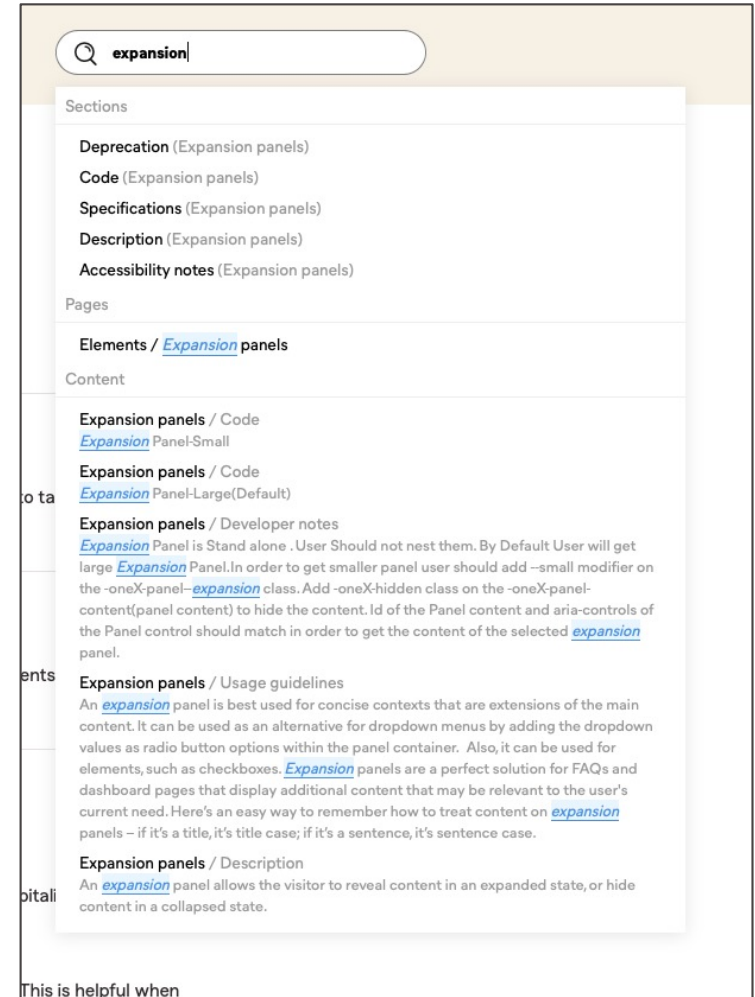 expansion
Sections
Deprecation (Expansion panels)
Code (Expansion panels)
Specifications (Expansion panels)
Description (Expansion panels)
Accessibility notes (Expansion panels)
Pages
Elements / Expansion panels
Content
Expansion panels / Code
Expansion Panel-Small
to ta
Expansion panels / Code
Expansion Panel-Large(Default)
Expansion panels / Developer notes
Expansion Panel is Stand alone . User Should not nest them. By Default User will get
large Expansion Panel.In order to get smaller panel user should add --small modifier on
the -oneX-panel--expansion class. Add -oneX-hidden class on the -oneX-panel-
content(panel content) to hide the content. Id of the Panel content and aria-controls of
the Panel control should match in order to get the content of the selected expansion
panel.
ents
Expansion panels / Usage guidelines
An expansion panel is best used for concise contexts that are extensions of the main
content. It can be used as an alternative for dropdown menus by adding the dropdown
values as radio button options within the panel container.  Also, it can be used for
elements, such as checkboxes. Expansion panels are a perfect solution for FAQs and
dashboard pages that display additional content that may be relevant to the user's
current need. Here's an easy way to remember how to treat content on expansion
panels – if it's a title, it's title case; if it's a sentence, it's sentence case.
Expansion panels / Description
An expansion panel allows the visitor to reveal content in an expanded state, or hide
content in a collapsed state.
pitali
This is helpful when